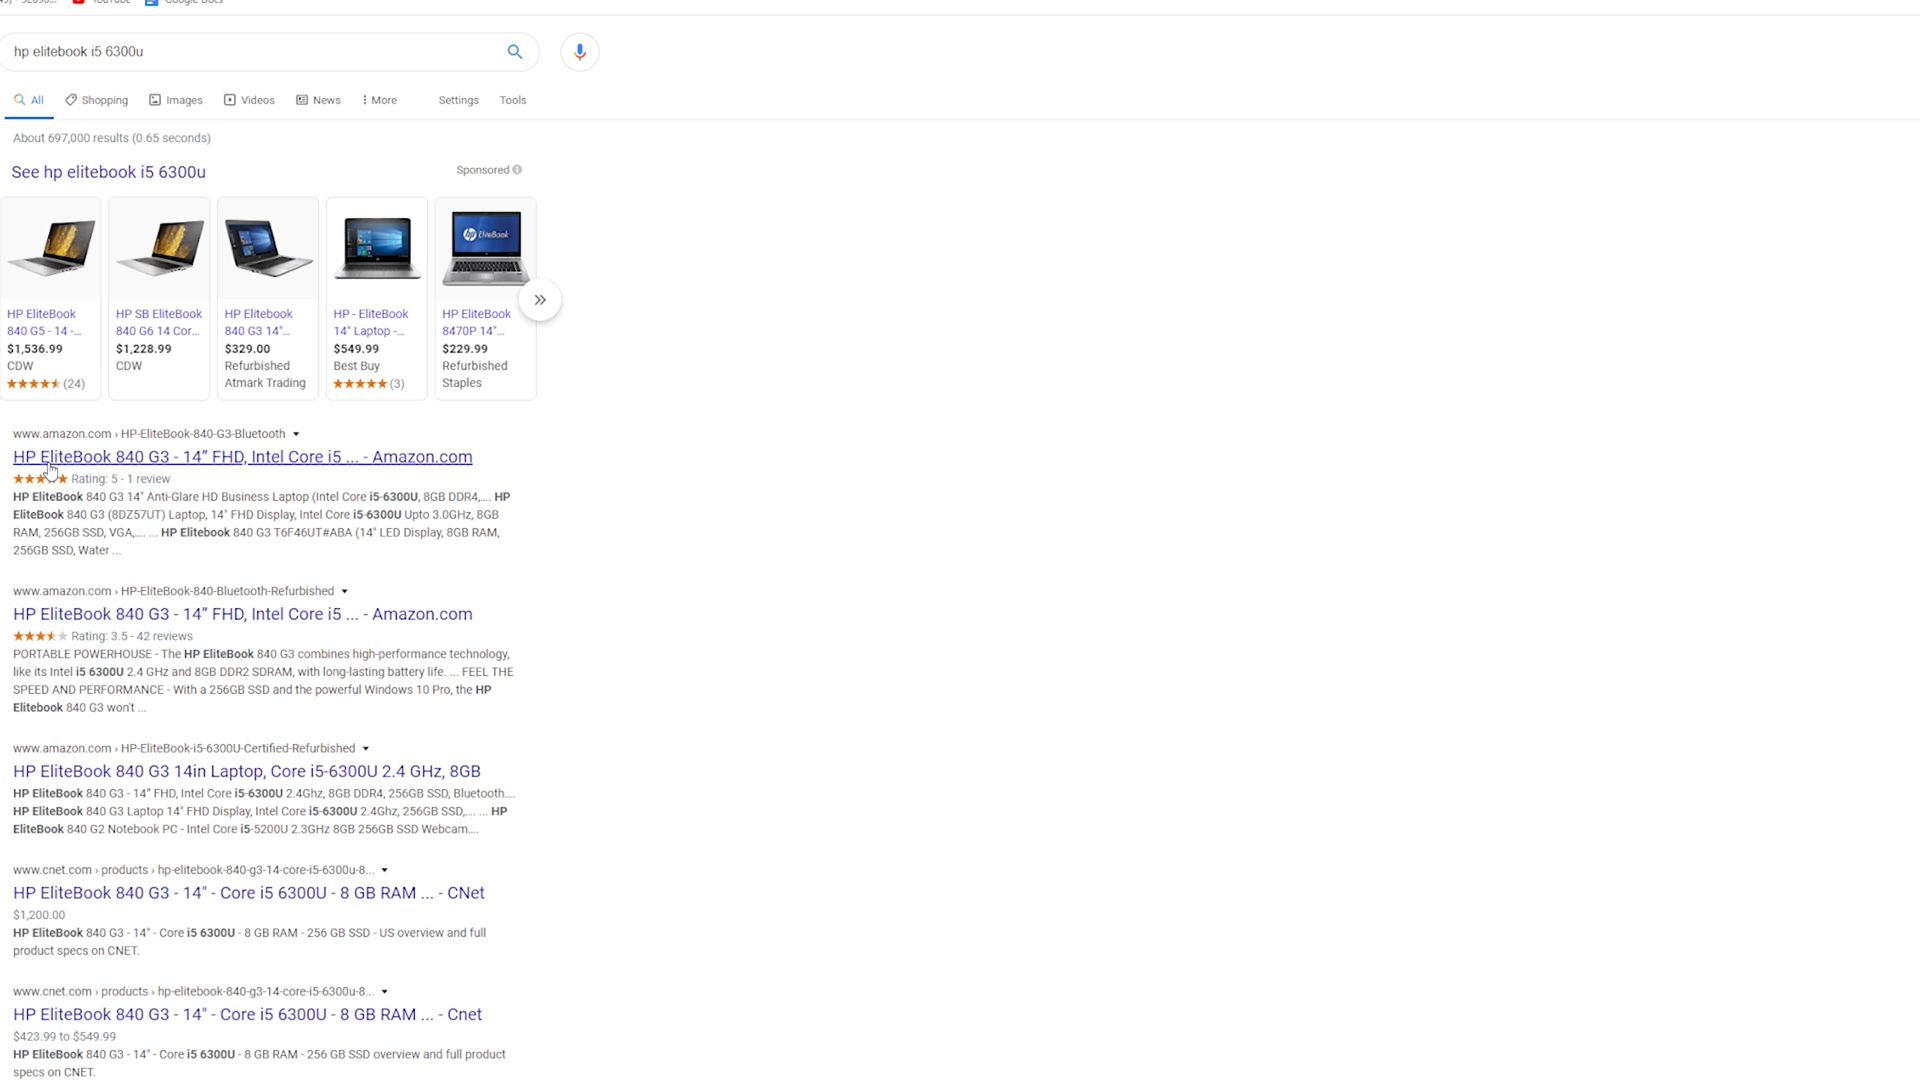 YouTube
Google Docs
hp elitebook i5 6300u
All
Shopping
Images
Videos
News
More
Settings
Tools
About 697,000 results (0.65 seconds)
See hp elitebook i5 6300u
Sponsored
HP EliteBook
840 G5 - 14 -...
$1,536.99
CDW
(24)
HP SB EliteBook
840 G6 14 Cor...
$1,228.99
CDW
HP Elitebook
840 G3 14"...
$329.00
Refurbished
Atmark Trading
HP - EliteBook
14" Laptop -...
$549.99
Best Buy
(3)
hp EliteBook
HP EliteBook
8470P 14"...
$229.99
Refurbished
Staples
www.amazon.com › HP-EliteBook-840-G3-Bluetooth
HP EliteBook 840 G3 - 14” FHD, Intel Core i5 ... - Amazon.com
Rating: 5 - 1 review
HP EliteBook 840 G3 14" Anti-Glare HD Business Laptop (Intel Core i5-6300U, 8GB DDR4,... HP
EliteBook 840 G3 (8DZ57UT) Laptop, 14" FHD Display, Intel Core i5-6300U Upto 3.0GHz, 8GB
RAM, 256GB SSD, VGA,... ... HP Elitebook 840 G3 T6F46UT#ABA (14" LED Display, 8GB RAM,
256GB SSD, Water ...
www.amazon.com › HP-EliteBook-840-Bluetooth-Refurbished
HP EliteBook 840 G3 - 14” FHD, Intel Core i5 ... - Amazon.com
Rating: 3.5 - 42 reviews
PORTABLE POWERHOUSE - The HP EliteBook 840 G3 combines high-performance technology,
like its Intel i5 6300U 2.4 GHz and 8GB DDR2 SDRAM, with long-lasting battery life. ... FEEL THE
SPEED AND PERFORMANCE - With a 256GB SSD and the powerful Windows 10 Pro, the HP
Elitebook 840 G3 won't ...
www.amazon.com › HP-EliteBook-i5-6300U-Certified-Refurbished
HP EliteBook 840 G3 14in Laptop, Core i5-6300U 2.4 GHz, 8GB
HP EliteBook 840 G3 - 14” FHD, Intel Core i5-6300U 2.4Ghz, 8GB DDR4, 256GB SSD, Bluetooth....
HP EliteBook 840 G3 Laptop 14" FHD Display, Intel Core i5-6300U 2.4Ghz, 256GB SSD,... ... HP
EliteBook 840 G2 Notebook PC - Intel Core i5-5200U 2.3GHz 8GB 256GB SSD Webcam....
www.cnet.com › products › hp-elitebook-840-g3-14-core-i5-6300u-8...
HP EliteBook 840 G3 - 14" - Core i5 6300U - 8 GB RAM ... - CNet
$1,200.00
HP EliteBook 840 G3 - 14" - Core i5 6300U - 8 GB RAM - 256 GB SSD - US overview and full
product specs on CNET.
www.cnet.com › products › hp-elitebook-840-g3-14-core-i5-6300u-8...
HP EliteBook 840 G3 - 14" - Core i5 6300U - 8 GB RAM ... - Cnet
$423.99 to $549.99
HP EliteBook 840 G3 - 14" - Core i5 6300U - 8 GB RAM - 256 GB SSD overview and full product
specs on CNET.